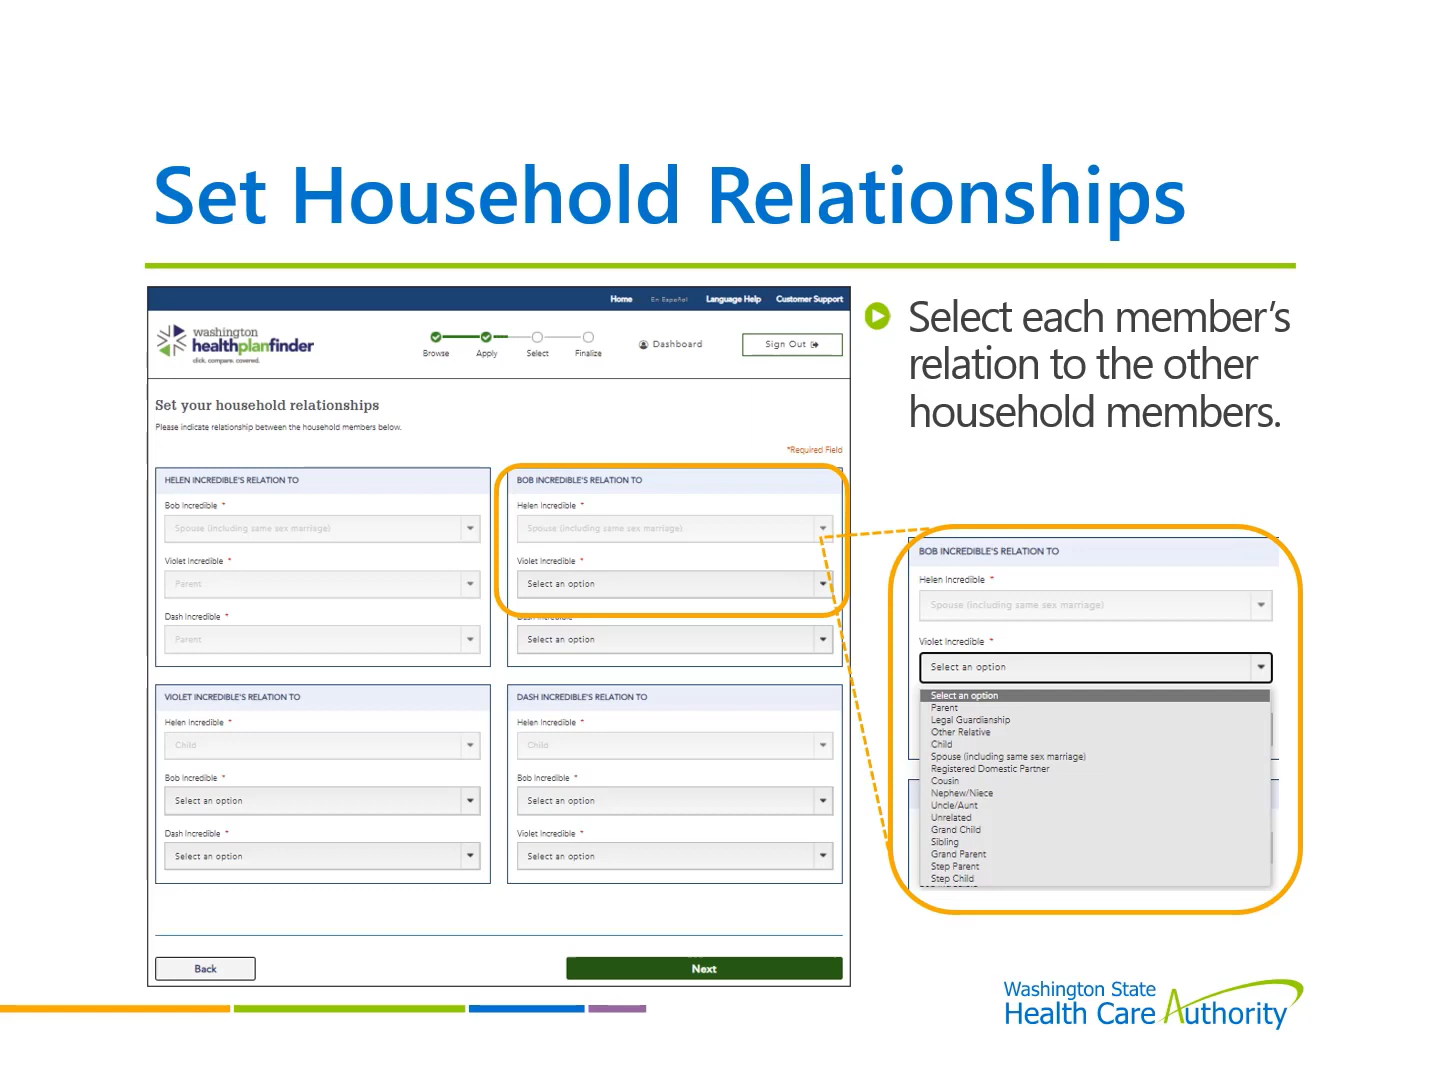 Set Household Relationships
Home En Español Language Help Customer Support
washington
healthplanfinder
click. compare. covered.
Browse Apply Select Finalize
Dashboard
Sign Out
Set your household relationships
Please indicate relationship between the household members below.
*Required Field
HELEN INCREDIBLE'S RELATION TO
Bob Incredible *
Spouse (including same sex marriage)
Violet Incredible *
Parent
Dash Incredible *
Parent
BOB INCREDIBLE'S RELATION TO
Helen Incredible *
Spouse (including same sex marriage)
Violet Incredible *
Select an option
Dash Incredible
Select an option
VIOLET INCREDIBLE'S RELATION TO
Helen Incredible *
Child
Bob Incredible *
Select an option
Dash Incredible *
Select an option
DASH INCREDIBLE'S RELATION TO
Helen Incredible *
Child
Bob Incredible *
Select an option
Violet Incredible *
Select an option
Back
Next
Select each member's
relation to the other
household members.
BOB INCREDIBLE'S RELATION TO
Helen Incredible *
Spouse (including same sex marriage)
Violet Incredible *
Select an option
Select an option
Parent
Legal Guardianship
Other Relative
Child
Spouse (including same sex marriage)
Registered Domestic Partner
Cousin
Nephew/Niece
Uncle/Aunt
Unrelated
Grand Child
Sibling
Grand Parent
Step Parent
Step Child
Washington State
Health Care Authority